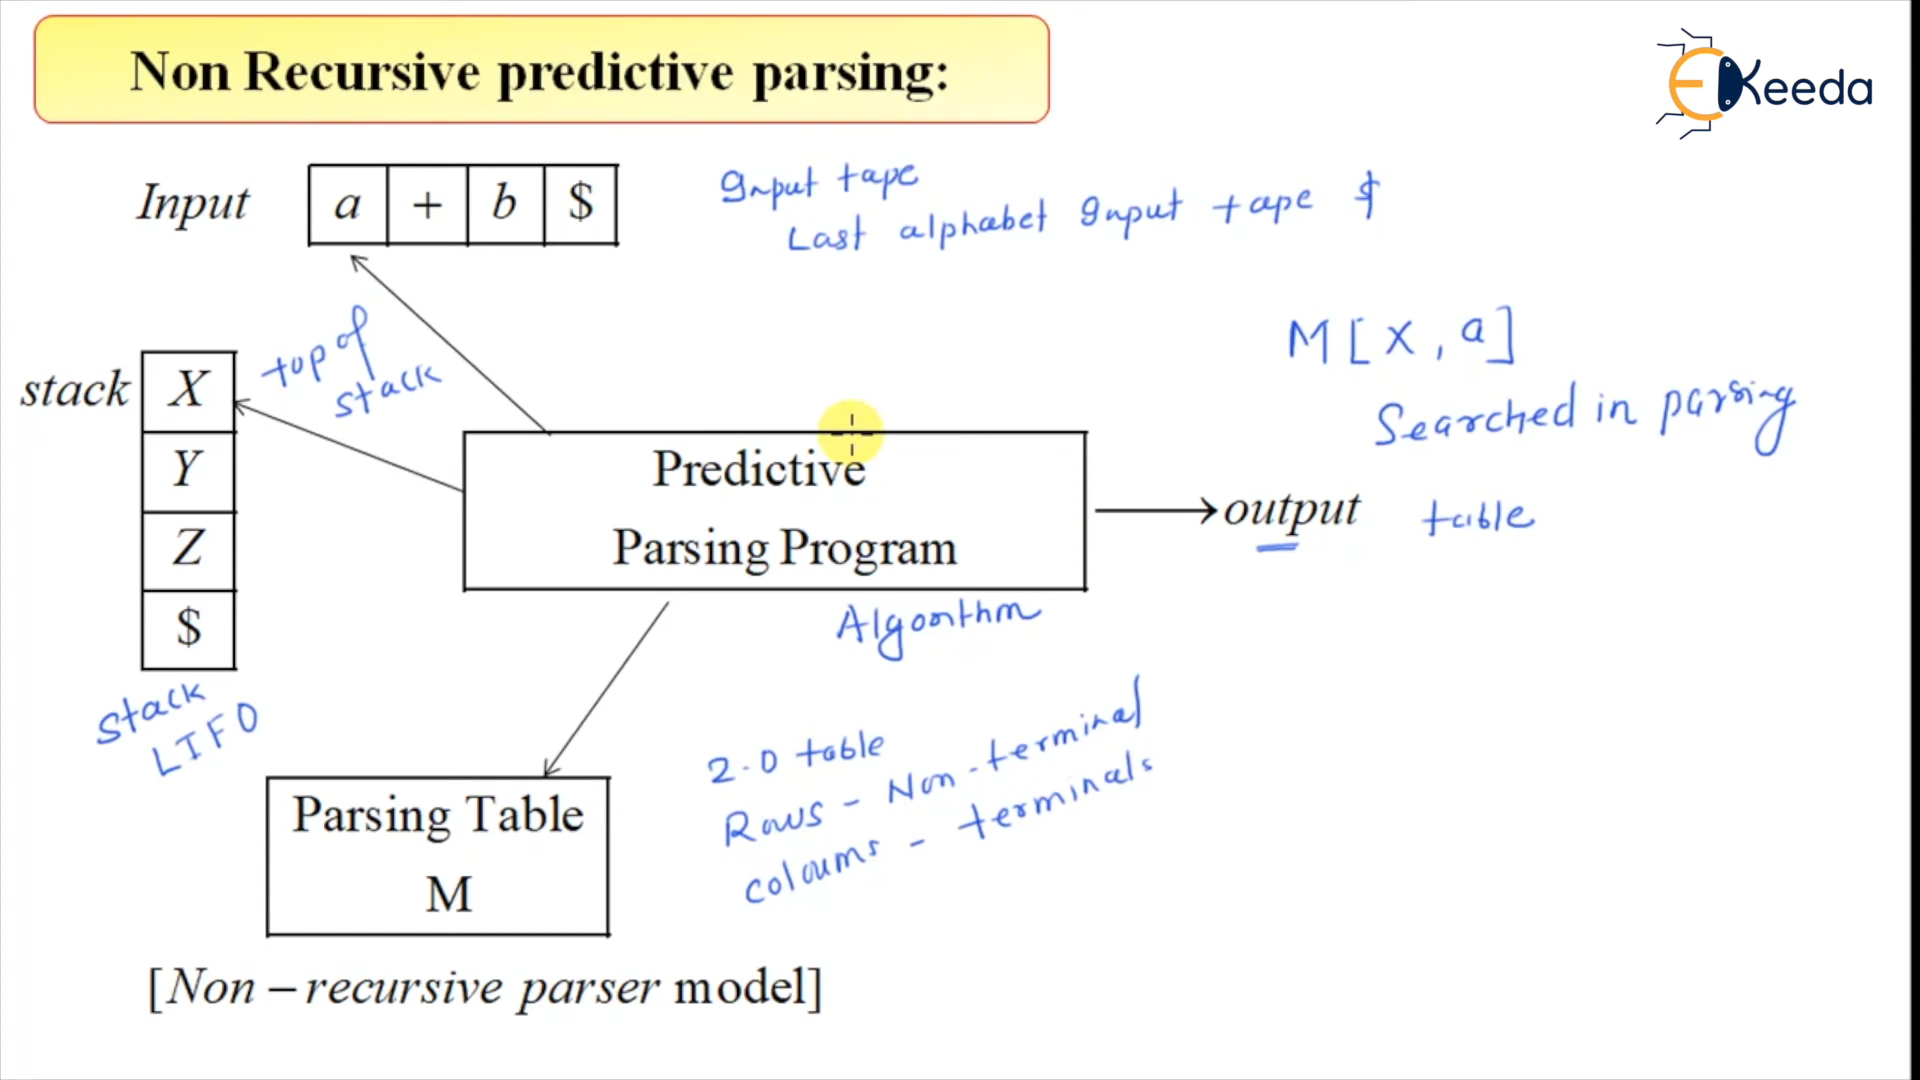 Non Recursive predictive parsing:
EKeeda
Input a + b $
Input tape
Last alphabet Input tape $
top of
stack
stack X
Y
Z
$
M [ X , a ]
Searched in parsing
table
Predictive
Parsing Program
output
Algorithm
stack
LIFO
2-D table
Rows - Non-terminal
coloums - terminals
Parsing Table
M
[Non – recursive parser model]